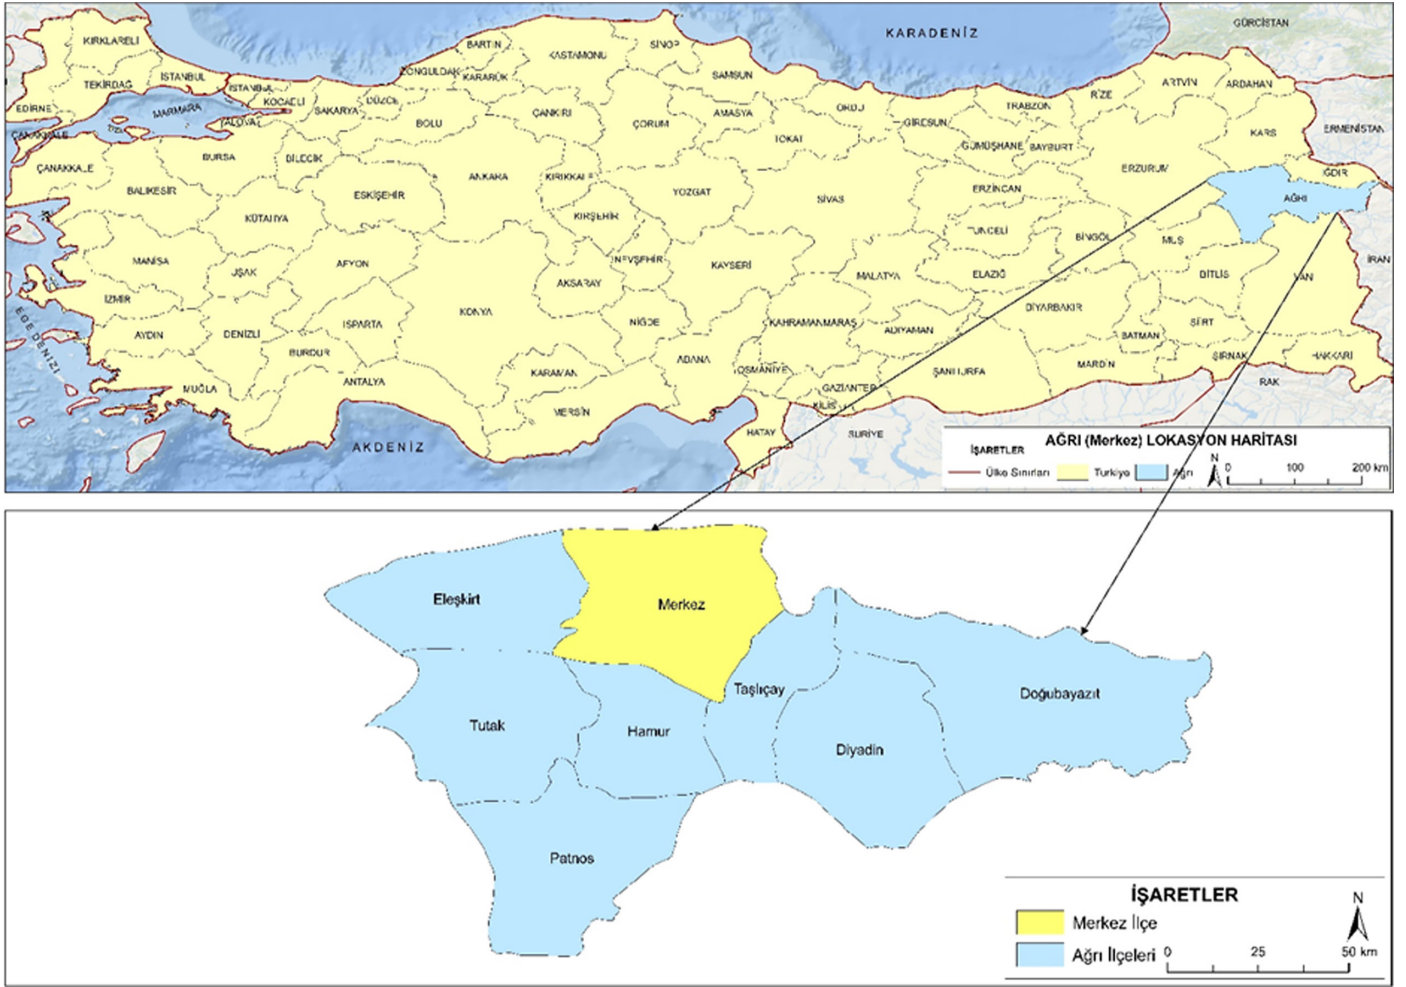 KARADENİZ
GÜRCİSTAN
KIRKLARELİ
BARTIN
KASTAMONU
SİNOP
TEKİRDAĞ
İSTANBUL
İSTANBUL
ZONGULDAK
KARABÜK
SAMSUN
ARTVİN
ARDAHAN
EDİRNE
MARMARA
KOCAELİ
SAKARYA
DÜZCE
BOLU
ÇANKIRI
ÇORUM
AMASYA
ORDU
GİRESUN
TRABZON
RİZE
KARS
ERMENİSTAN
ÇANAKKALE
YALOVA
TOKAT
GÜMÜŞHANE
BAYBURT
ÇANAKKALE
BURSA
BİLECİK
ERZURUM
IĞDIR
BALIKESİR
ESKİŞEHİR
ANKARA
KIRIKKALE
YOZGAT
SİVAS
ERZİNCAN
AĞRI
KÜTAHYA
KIRŞEHİR
TUNCELİ
BİNGÖL
MUŞ
MANİSA
UŞAK
AFYON
NEVŞEHİR
KAYSERİ
MALATYA
ELAZIĞ
BİTLİS
VAN
İRAN
İZMİR
AKSARAY
KONYA
NİĞDE
KAHRAMANMARAŞ
ADIYAMAN
DİYARBAKIR
BATMAN
SİİRT
EGE DENİZİ
AYDIN
DENİZLİ
ISPARTA
BURDUR
ADANA
OSMANİYE
ŞANLIURFA
MARDİN
ŞIRNAK
HAKKARİ
MUĞLA
ANTALYA
KARAMAN
MERSİN
GAZİANTEP
KİLİS
RAK
HATAY
SURİYE
AKDENİZ
AĞRI (Merkez) LOKASYON HARİTASI
İŞARETLER
Ülke Sınırları
Turkiye
Ağrı
N
0 100 200 km
Eleşkirt
Merkez
Taşlıçay
Doğubayazıt
Tutak
Hamur
Diyadin
Patnos
İŞARETLER
Merkez İlçe
Ağrı İlçeleri
N
0 25 50 km